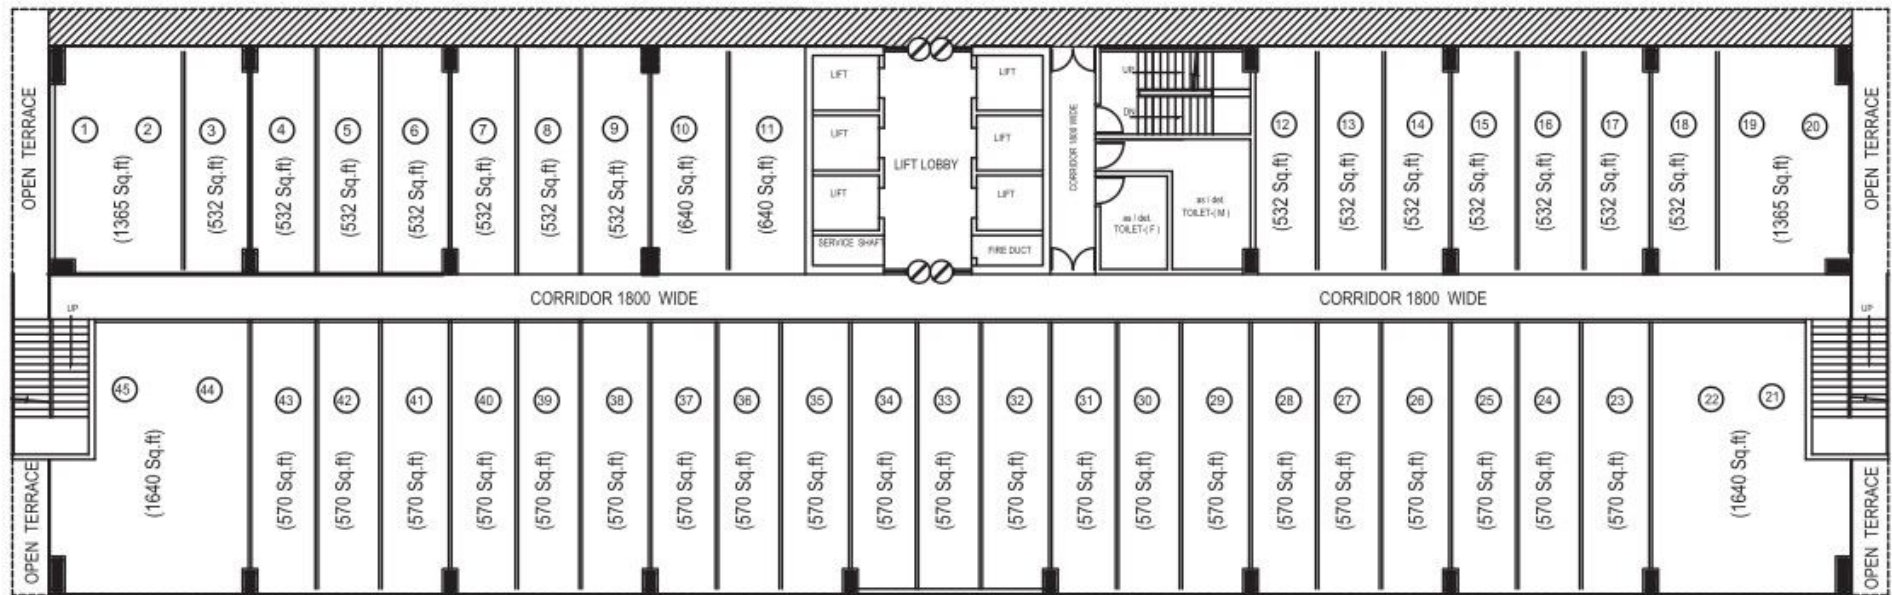 OPEN TERRACE
1
2
(1365 Sq.ft)
3
(532 Sq.ft)
4
(532 Sq.ft)
5
(532 Sq.ft)
6
(532 Sq.ft)
7
(532 Sq.ft)
8
(532 Sq.ft)
9
(532 Sq.ft)
10
(640 Sq.ft)
11
(640 Sq.ft)
LIFT
LIFT
LIFT
SERVICE SHAFT
LIFT LOBBY
LIFT
LIFT
LIFT
FIRE DUCT
CORRIDOR 1800 WIDE
UP
DN
as / det.
TOILET-( F )
as / det.
TOILET-( M )
12
(532 Sq.ft)
13
(532 Sq.ft)
14
(532 Sq.ft)
15
(532 Sq.ft)
16
(532 Sq.ft)
17
(532 Sq.ft)
18
(532 Sq.ft)
19
20
(1365 Sq.ft)
OPEN TERRACE
CORRIDOR 1800 WIDE
CORRIDOR 1800 WIDE
UP
UP
45
44
(1640 Sq.ft)
43
(570 Sq.ft)
42
(570 Sq.ft)
41
(570 Sq.ft)
40
(570 Sq.ft)
39
(570 Sq.ft)
38
(570 Sq.ft)
37
(570 Sq.ft)
36
(570 Sq.ft)
35
(570 Sq.ft)
34
(570 Sq.ft)
33
(570 Sq.ft)
32
(570 Sq.ft)
31
(570 Sq.ft)
30
(570 Sq.ft)
29
(570 Sq.ft)
28
(570 Sq.ft)
27
(570 Sq.ft)
26
(570 Sq.ft)
25
(570 Sq.ft)
24
(570 Sq.ft)
23
(570 Sq.ft)
22
21
(1640 Sq.ft)
OPEN TERRACE
OPEN TERRACE